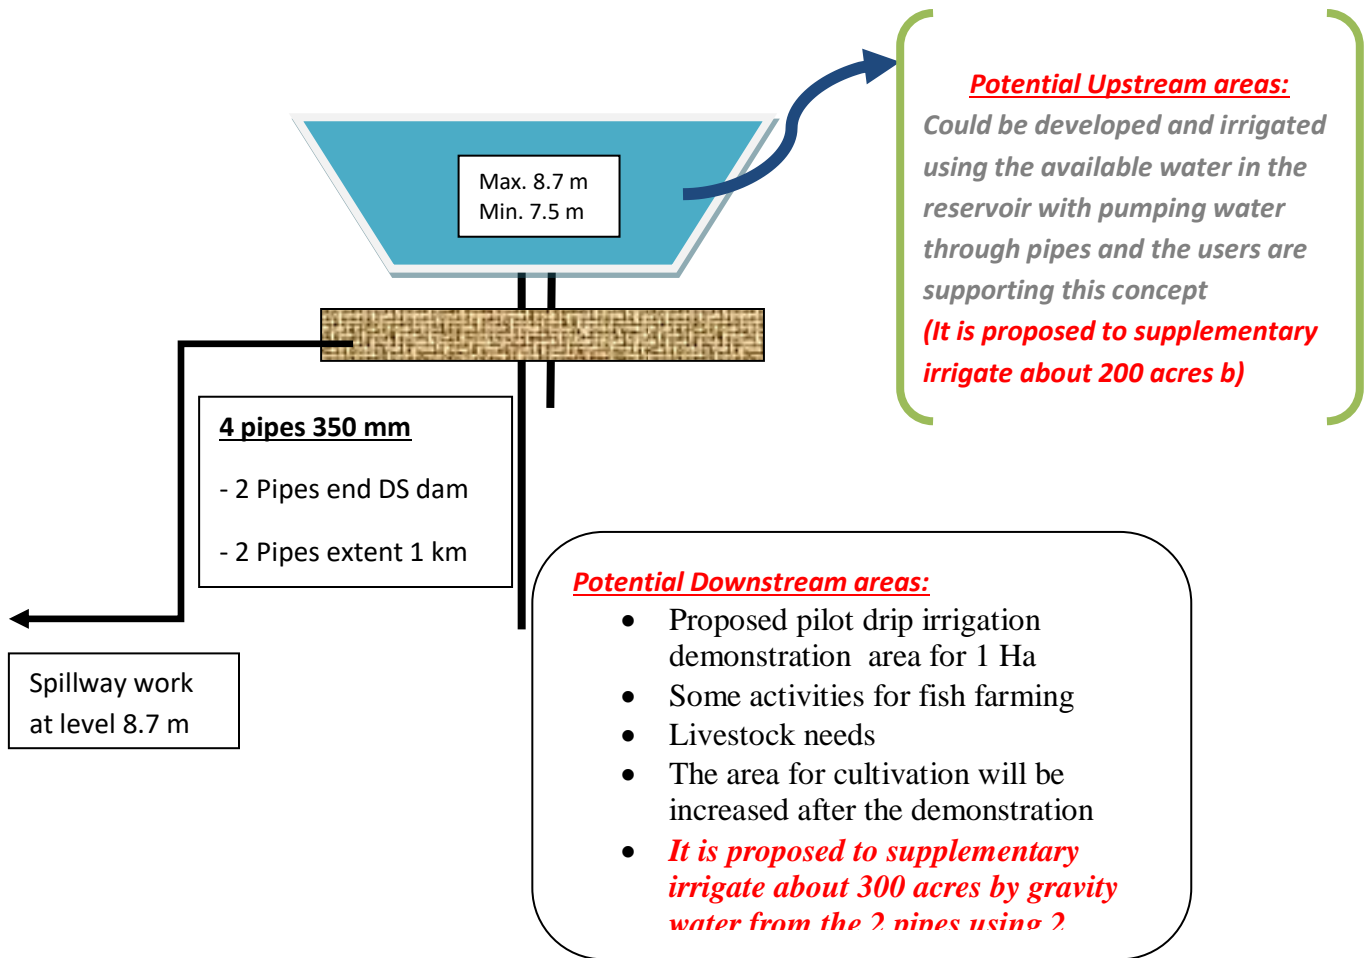 Potential Upstream areas:
Could be developed and irrigated
using the available water in the
reservoir with pumping water
through pipes and the users are
supporting this concept
(It is proposed to supplementary
irrigate about 200 acres b)
Max. 8.7 m
Min. 7.5 m
4 pipes 350 mm
- 2 Pipes end DS dam
- 2 Pipes extent 1 km
Spillway work
at level 8.7 m
Potential Downstream areas:
• Proposed pilot drip irrigation
demonstration area for 1 Ha
• Some activities for fish farming
• Livestock needs
• The area for cultivation will be
increased after the demonstration
• It is proposed to supplementary
irrigate about 300 acres by gravity
water from the 2 pipes using 2